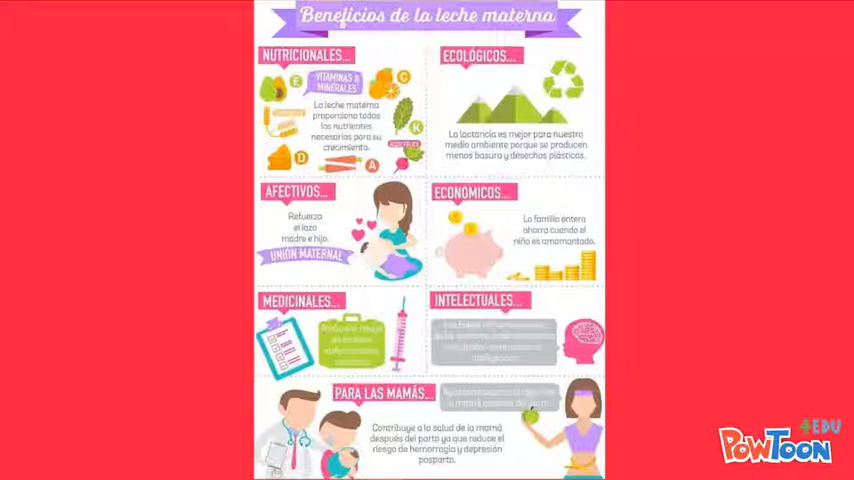 Beneficios de la leche materna
NUTRICIONALES...
E
VITAMINAS &
MINERALES
C
La leche materna
proporciona todos
los nutrientes
necesarios para su
crecimiento.
K
D
A
ECOLÓGICOS...
La lactancia es mejor para nuestro
medio ambiente porque se producen
menos basura y desechos plásticos.
AFECTIVOS...
Refuerza
el lazo
madre e hijo.
UNIÓN MATERNAL
ECONÓMICOS...
La familia entera
ahorra cuando el
niño es amamantado.
MEDICINALES...
INTELECTUALES...
PARA LAS MAMÁS...
Contribuye a la salud de la mamá
después del parto ya que reduce el
riesgo de hemorragia y depresión
posparto.
4EDU
POWTOON